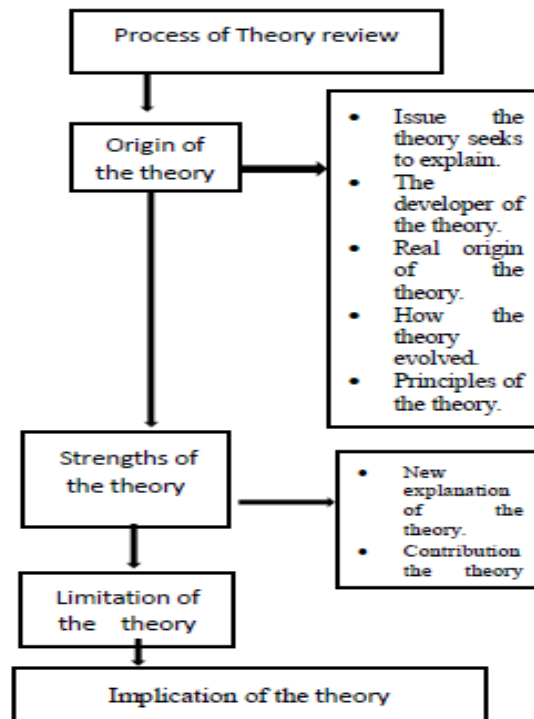 Process of Theory review
Origin of
the theory
• Issue the
theory seeks
to explain.
• The
developer of
the theory.
• Real origin
of the
theory.
• How the
theory
evolved.
• Principles of
the theory.
Strengths of
the theory
• New
explanation
of the
theory.
• Contribution
the theory
Limitation of
the theory
Implication of the theory